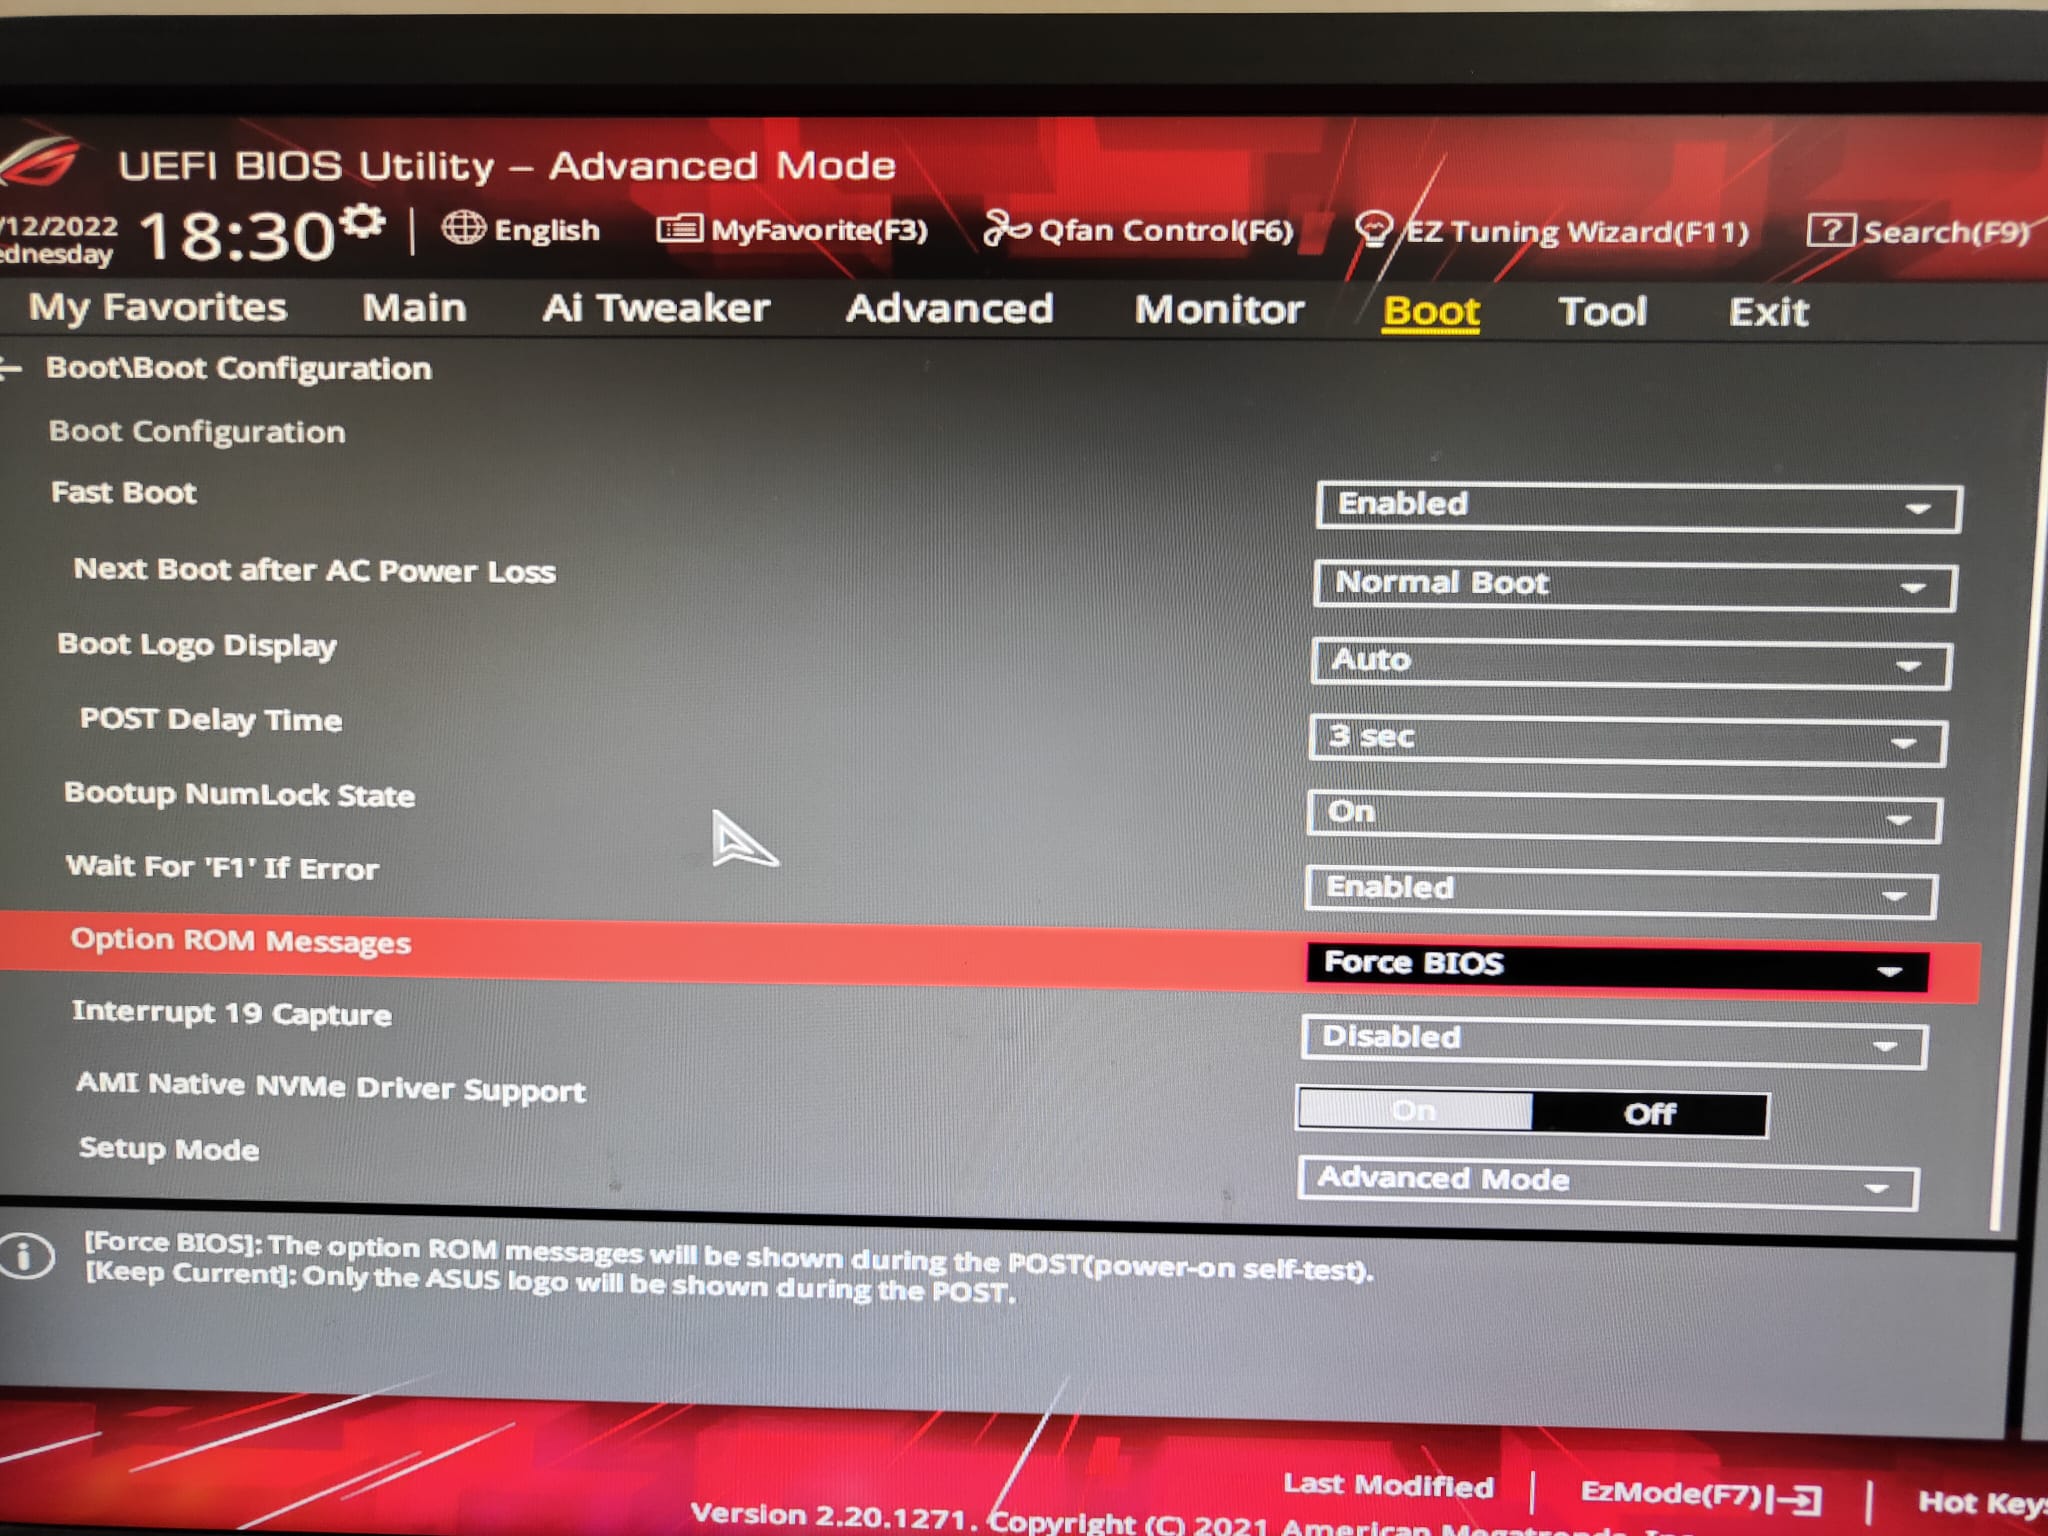 UEFI BIOS Utility – Advanced Mode
/12/2022
18:30
English
MyFavorite(F3)
Qfan Control(F6)
EZ Tuning Wizard(F11)
Search(F9)
My Favorites
Main
Ai Tweaker
Advanced
Monitor
Boot
Tool
Exit
Boot\Boot Configuration
Boot Configuration
Fast Boot
Enabled
Next Boot after AC Power Loss
Normal Boot
Boot Logo Display
Auto
POST Delay Time
3 sec
Bootup NumLock State
On
Wait For 'F1' If Error
Enabled
Option ROM Messages
Force BIOS
Interrupt 19 Capture
Disabled
AMI Native NVMe Driver Support
On
Off
Setup Mode
Advanced Mode
[Force BIOS]: The option ROM messages will be shown during the POST(power-on self-test).
[Keep Current]: Only the ASUS logo will be shown during the POST.
Last Modified
EzMode(F7)
Hot
Version 2.20.1271. Copyright (C) 2021 American